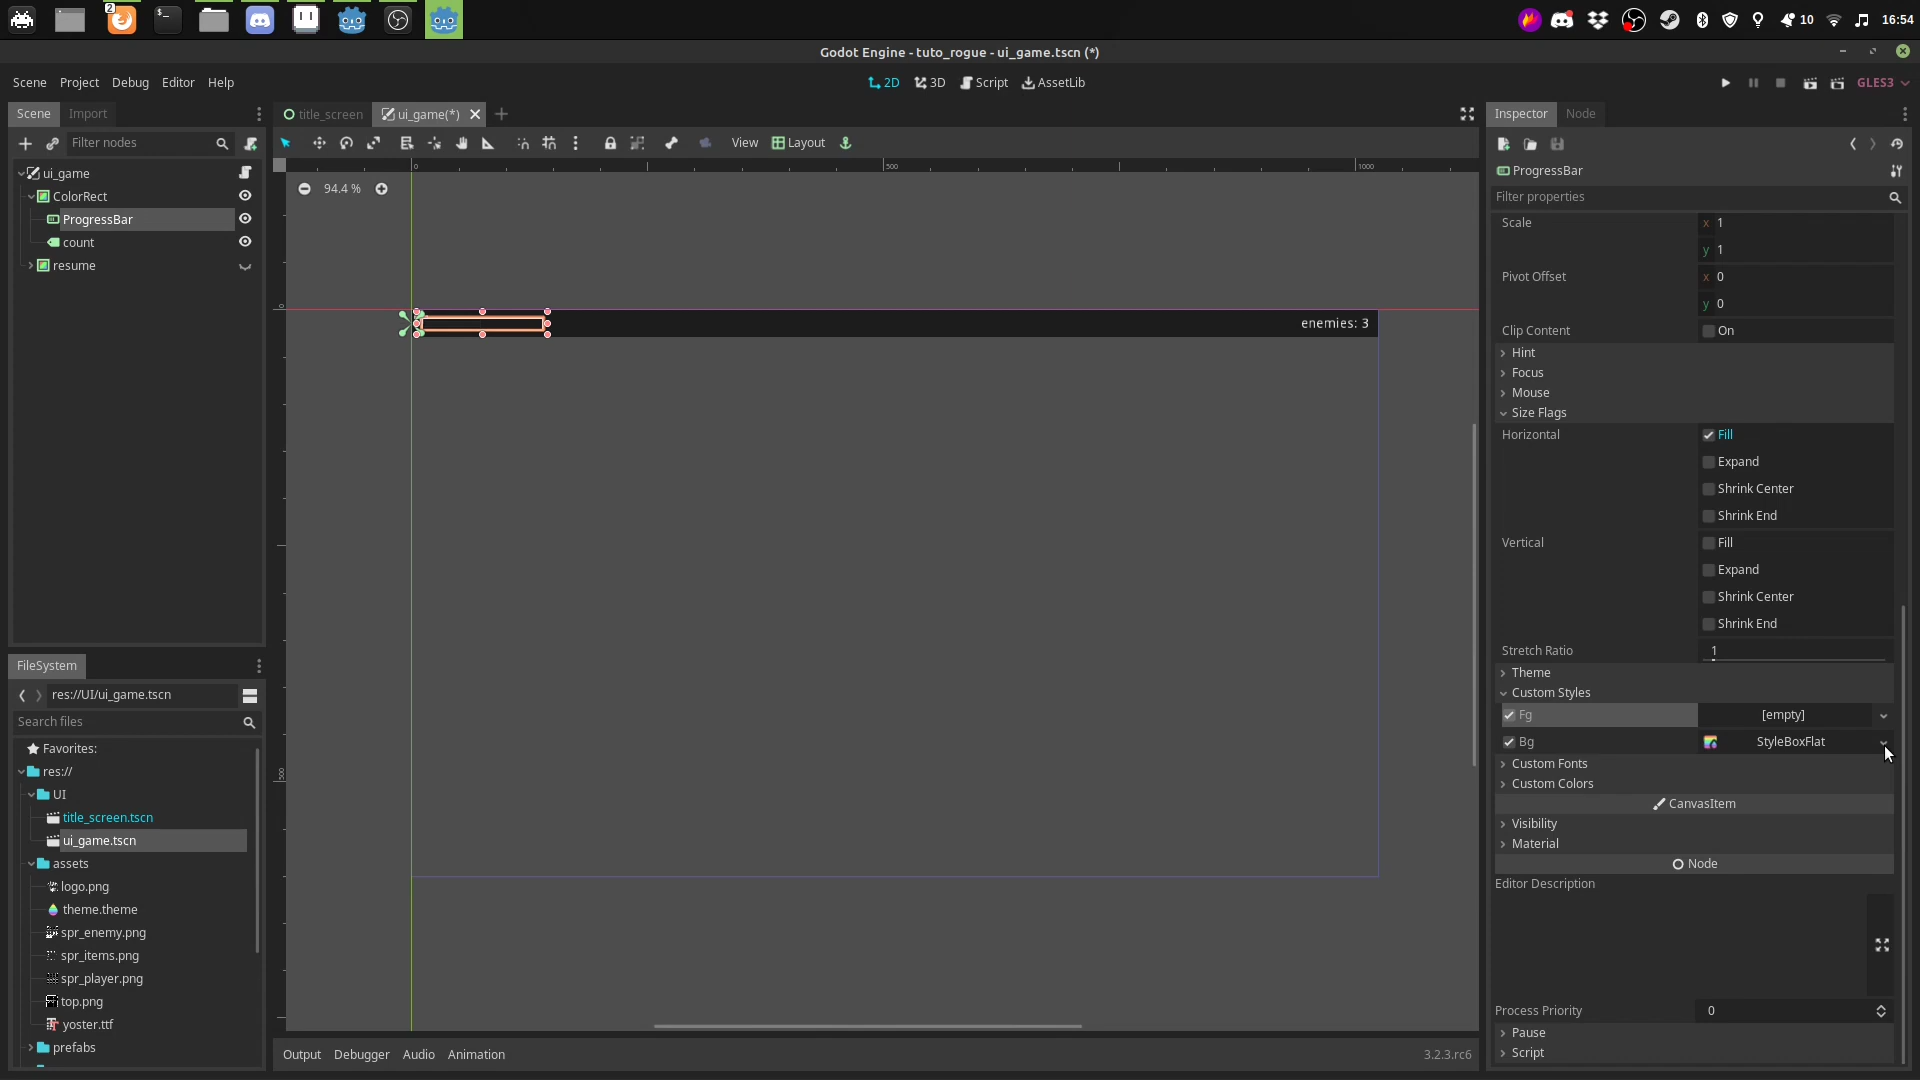 2
10
16:54
Godot Engine - tuto_rogue - ui_game.tscn (*)
Scene Project Debug Editor Help
2D 3D Script AssetLib
GLES3
Scene Import
title_screen ui_game(*)
Inspector Node
Filter nodes
View Layout
ui_game
ColorRect
ProgressBar
count
resume
0 500 1000
94.4 %
0
500
enemies: 3
ProgressBar
Filter properties
Scale x 1
y 1
Pivot Offset x 0
y 0
Clip Content On
Hint
Focus
Mouse
Size Flags
Horizontal Fill
Expand
Shrink Center
Shrink End
Vertical Fill
Expand
Shrink Center
Shrink End
Stretch Ratio 1
Theme
Custom Styles
Fg [empty]
Bg StyleBoxFlat
Custom Fonts
Custom Colors
CanvasItem
Visibility
Material
Node
Editor Description
Process Priority 0
Pause
Script
FileSystem
res://UI/ui_game.tscn
Search files
Favorites:
res://
UI
title_screen.tscn
ui_game.tscn
assets
logo.png
theme.theme
spr_enemy.png
spr_items.png
spr_player.png
top.png
yoster.ttf
prefabs
Output Debugger Audio Animation
3.2.3.rc6